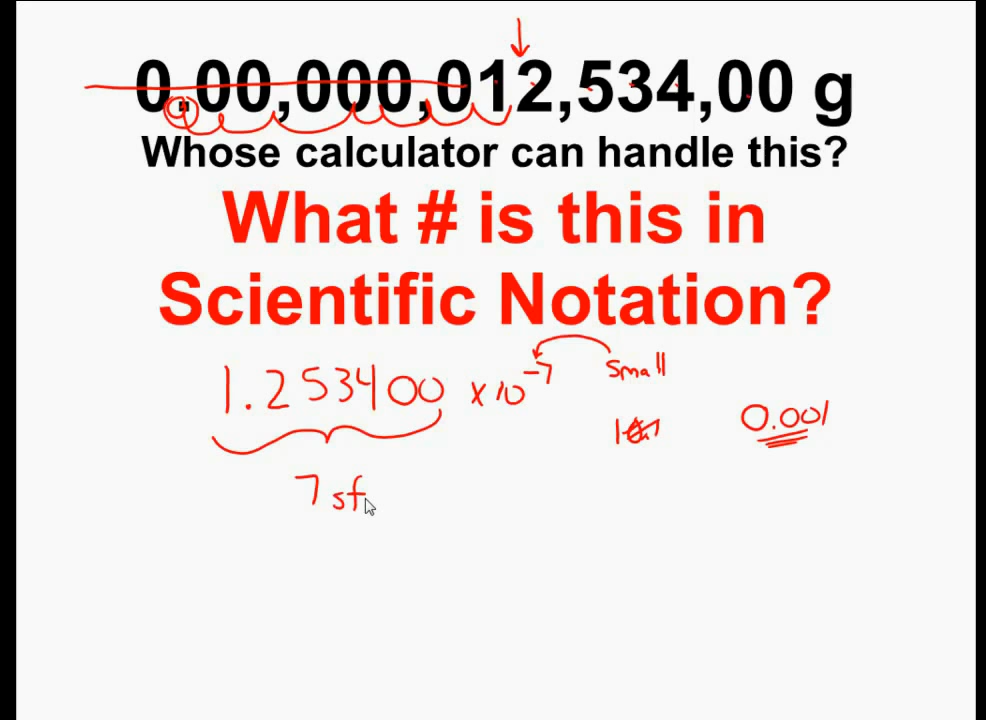 0.00,000,012,534,00 g
Whose calculator can handle this?
What # is this in
Scientific Notation?
1.253400 x 10⁻⁷ small
0.001
7 sf